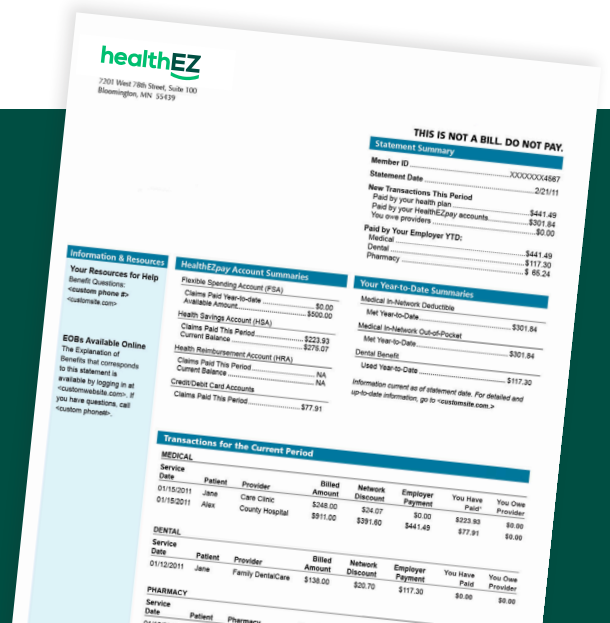 healthEZ
7201 West 78th Street, Suite 100
Bloomington, MN 55439
THIS IS NOT A BILL. DO NOT PAY.
Statement Summary
Member ID ... XXXXXXX4567
Statement Date ... 2/21/11
New Transactions This Period
Paid by your health plan ... $441.49
Paid by your HealthEZpay accounts ... $301.84
You owe providers ... $0.00
Paid by Your Employer YTD:
Medical ... $441.49
Dental ... $117.30
Pharmacy ... $ 65.24
Information & Resources
Your Resources for Help
Benefit Questions:
<custom phone #>
<customsite.com>
EOBs Available Online
The Explanation of
Benefits that corresponds
to this statement is
available by logging in at
<customwebsite.com>. If
you have questions, call
<custom phone#>.
HealthEZpay Account Summaries
Flexible Spending Account (FSA)
Claims Paid Year-to-date ... $0.00
Available Amount ... $500.00
Health Savings Account (HSA)
Claims Paid This Period ... $223.93
Current Balance ... $276.07
Health Reimbursement Account (HRA)
Claims Paid This Period ... NA
Current Balance ... NA
Credit/Debit Card Accounts
Claims Paid This Period ... $77.91
Your Year-to-Date Summaries
Medical In-Network Deductible
Met Year-to-Date ... $301.84
Medical In-Network Out-of-Pocket
Met Year-to-Date ... $301.84
Dental Benefit
Used Year-to-Date ... $117.30
Information current as of statement date. For detailed and
up-to-date information, go to <customsite.com.>
Transactions for the Current Period
MEDICAL
Service Date Patient Provider Billed Amount Network Discount Employer Payment You Have Paid* You Owe Provider
01/15/2011 Jane Care Clinic $248.00 $24.07 $0.00 $223.93 $0.00
01/15/2011 Alex County Hospital $911.00 $391.60 $441.49 $77.91 $0.00
DENTAL
Service Date Patient Provider Billed Amount Network Discount Employer Payment You Have Paid You Owe Provider
01/12/2011 Jane Family DentalCare $138.00 $20.70 $117.30 $0.00 $0.00
PHARMACY
Service
Date Patient Pharmacy